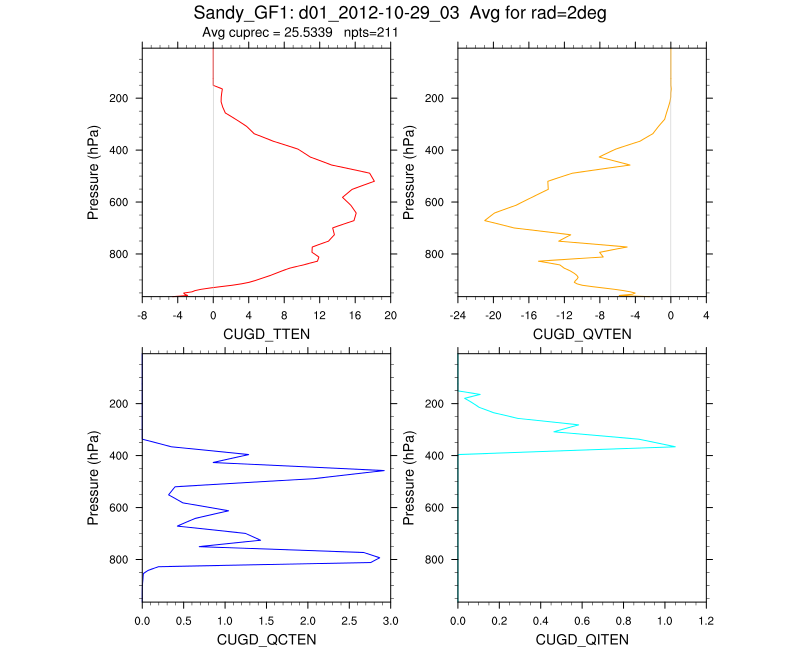 Sandy_GF1: d01_2012-10-29_03 Avg for rad=2deg
Avg cuprec = 25.5339 npts=211
Pressure (hPa)
200
400
600
800
-8 -4 0 4 8 12 16 20
CUGD_TTEN
Pressure (hPa)
200
400
600
800
-24 -20 -16 -12 -8 -4 0 4
CUGD_QVTEN
Pressure (hPa)
200
400
600
800
0.0 0.5 1.0 1.5 2.0 2.5 3.0
CUGD_QCTEN
Pressure (hPa)
200
400
600
800
0.0 0.2 0.4 0.6 0.8 1.0 1.2
CUGD_QITEN